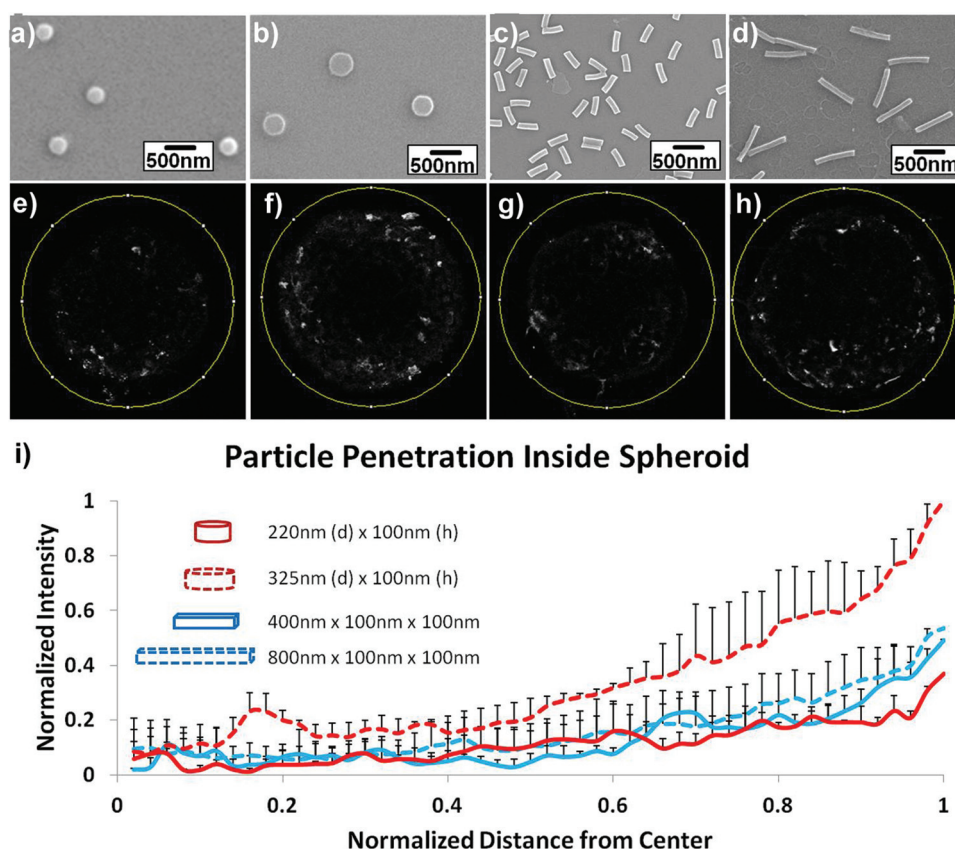 a)
b)
c)
d)
500nm
500nm
500nm
500nm
e)
f)
g)
h)
i)
Particle Penetration Inside Spheroid
Normalized Intensity
1
0.8
0.6
0.4
0.2
0
220nm (d) x 100nm (h)
325nm (d) x 100nm (h)
400nm x 100nm x 100nm
800nm x 100nm x 100nm
0
0.2
0.4
0.6
0.8
1
Normalized Distance from Center